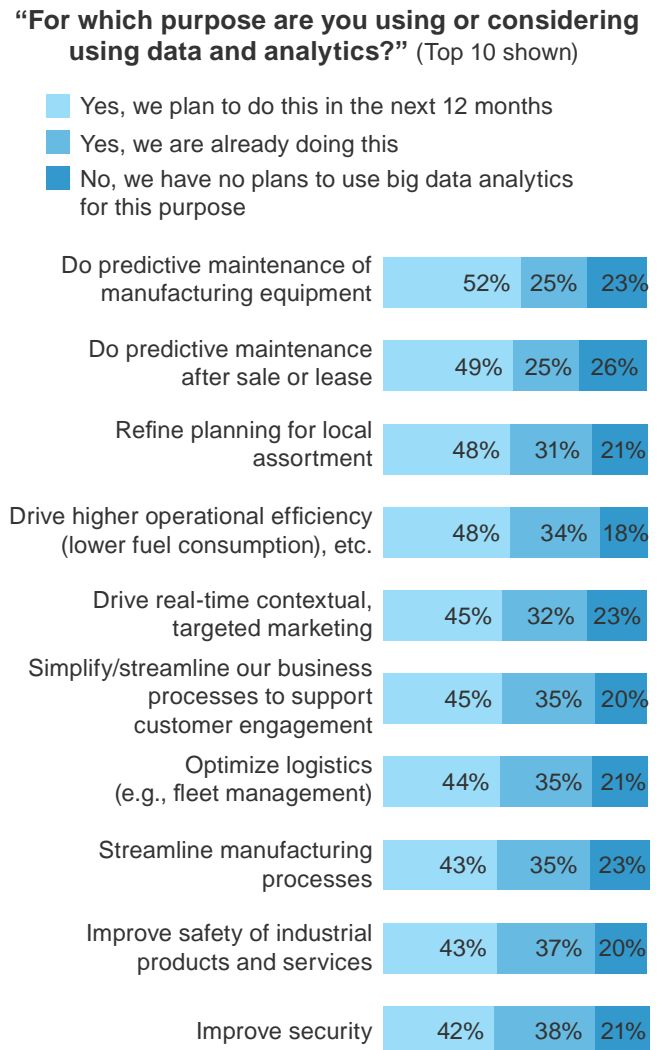 “For which purpose are you using or considering
using data and analytics?” (Top 10 shown)
Yes, we plan to do this in the next 12 months
Yes, we are already doing this
No, we have no plans to use big data analytics
for this purpose
Do predictive maintenance of
manufacturing equipment
52% 25% 23%
Do predictive maintenance
after sale or lease
49% 25% 26%
Refine planning for local
assortment
48% 31% 21%
Drive higher operational efficiency
(lower fuel consumption), etc.
48% 34% 18%
Drive real-time contextual,
targeted marketing
45% 32% 23%
Simplify/streamline our business
processes to support
customer engagement
45% 35% 20%
Optimize logistics
(e.g., fleet management)
44% 35% 21%
Streamline manufacturing
processes
43% 35% 23%
Improve safety of industrial
products and services
43% 37% 20%
Improve security
42% 38% 21%